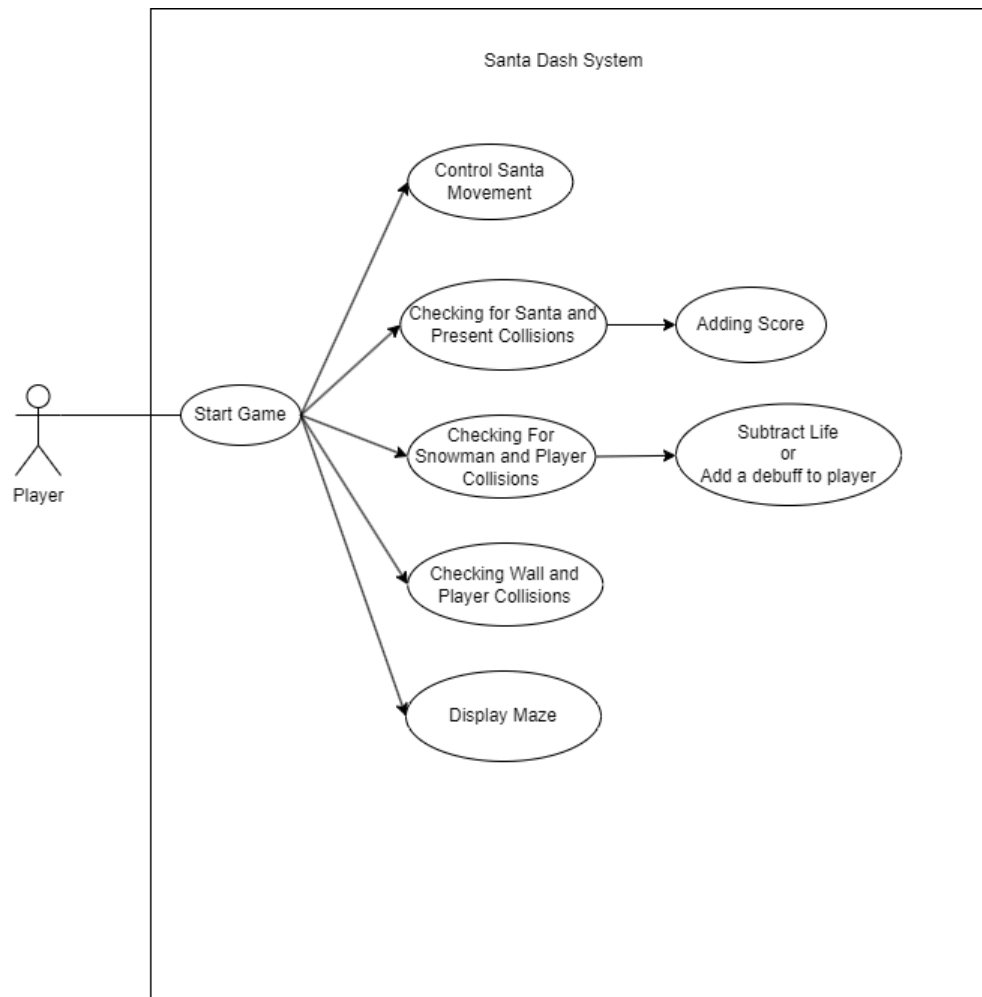 Santa Dash System
Control Santa
Movement
Checking for Santa and
Present Collisions
Adding Score
Start Game
Checking For
Snowman and Player
Collisions
Subtract Life
or
Add a debuff to player
Player
Checking Wall and
Player Collisions
Display Maze